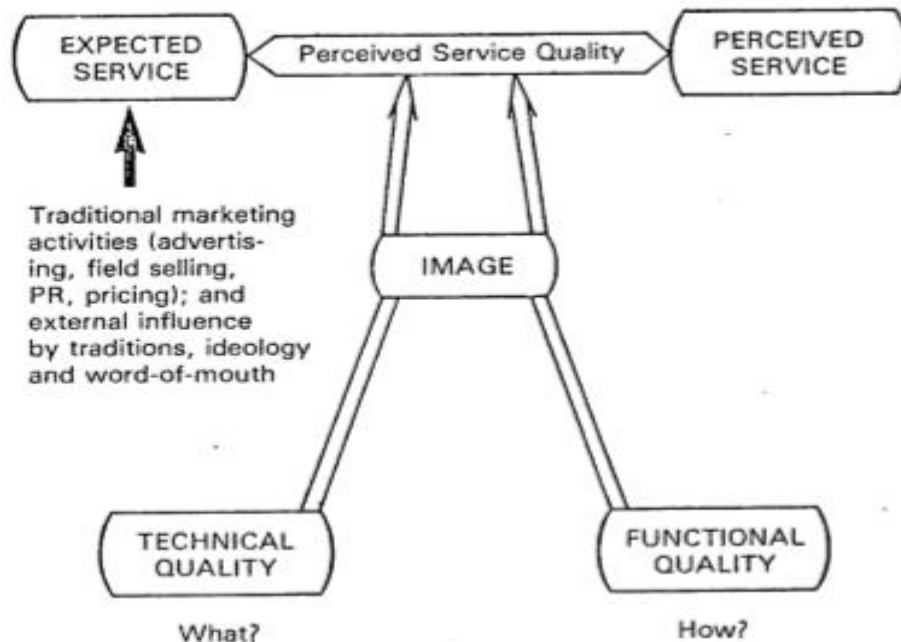 EXPECTED
SERVICE
Perceived Service Quality
PERCEIVED
SERVICE
Traditional marketing
activities (advertis-
ing, field selling,
PR, pricing); and
external influence
by traditions, ideology
and word-of-mouth
IMAGE
TECHNICAL
QUALITY
FUNCTIONAL
QUALITY
What?
How?